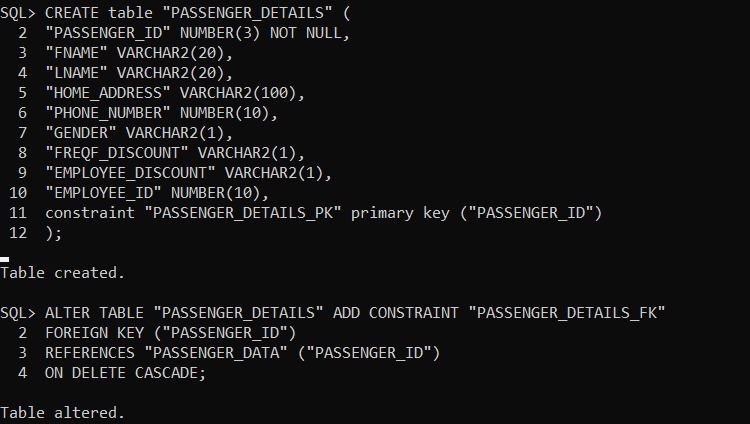 SQL> CREATE table "PASSENGER_DETAILS" (
2 "PASSENGER_ID" NUMBER(3) NOT NULL,
3 "FNAME" VARCHAR2(20),
4 "LNAME" VARCHAR2(20),
5 "HOME_ADDRESS" VARCHAR2(100),
6 "PHONE_NUMBER" NUMBER(10),
7 "GENDER" VARCHAR2(1),
8 "FREQF_DISCOUNT" VARCHAR2(1),
9 "EMPLOYEE_DISCOUNT" VARCHAR2(1),
10 "EMPLOYEE_ID" NUMBER(10),
11 constraint "PASSENGER_DETAILS_PK" primary key ("PASSENGER_ID")
12 );
Table created.
SQL> ALTER TABLE "PASSENGER_DETAILS" ADD CONSTRAINT "PASSENGER_DETAILS_FK"
2 FOREIGN KEY ("PASSENGER_ID")
3 REFERENCES "PASSENGER_DATA" ("PASSENGER_ID")
4 ON DELETE CASCADE;
Table altered.